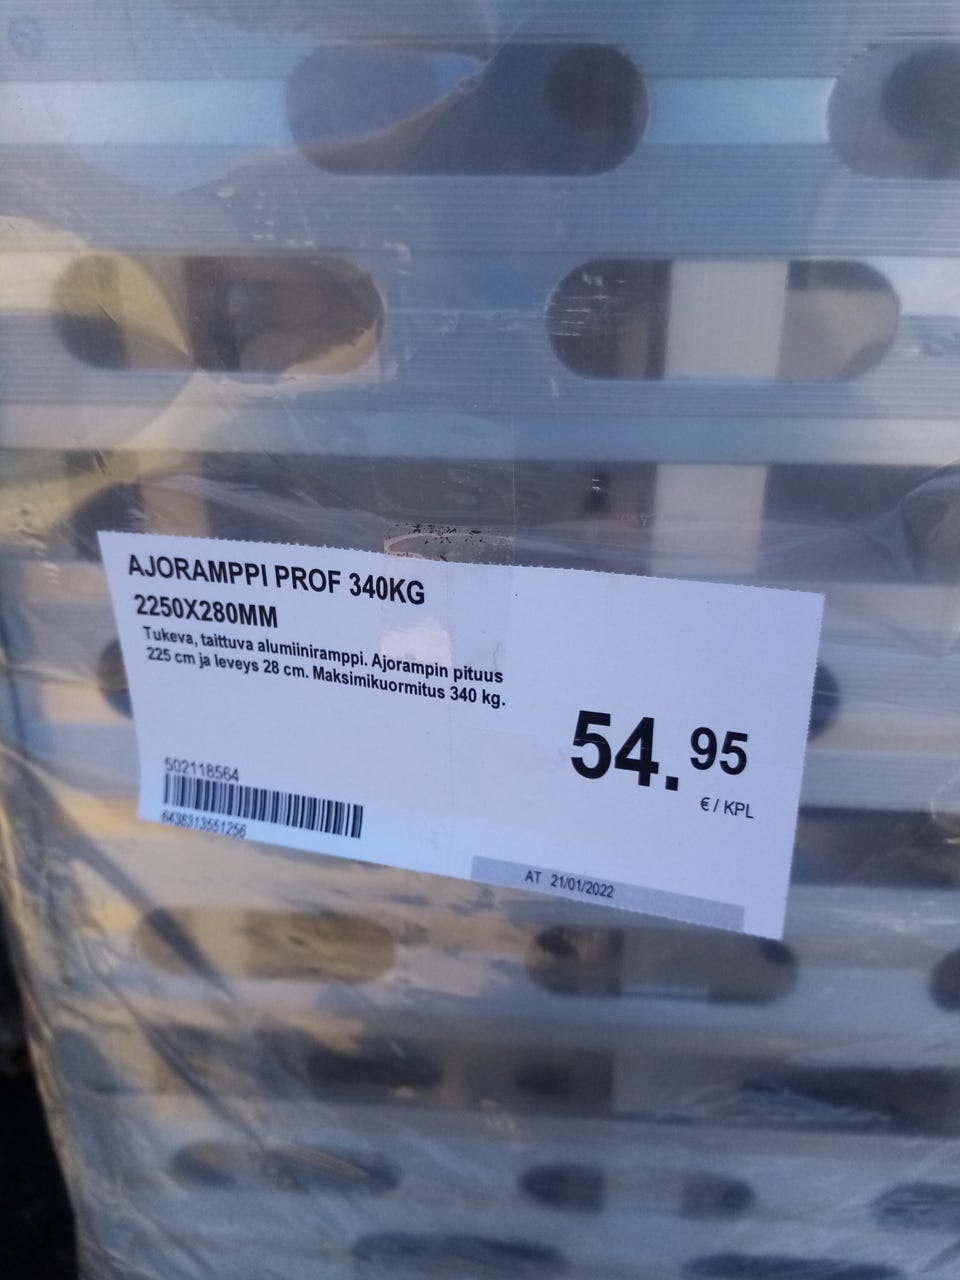 AJORAMPPI PROF 340KG
2250X280MM
Tukeva, taittuva alumiiniramppi. Ajorampin pituus
225 cm ja leveys 28 cm. Maksimikuormitus 340 kg.
54.95
€ / KPL
502118564
6438313551256
AT 21/01/2022